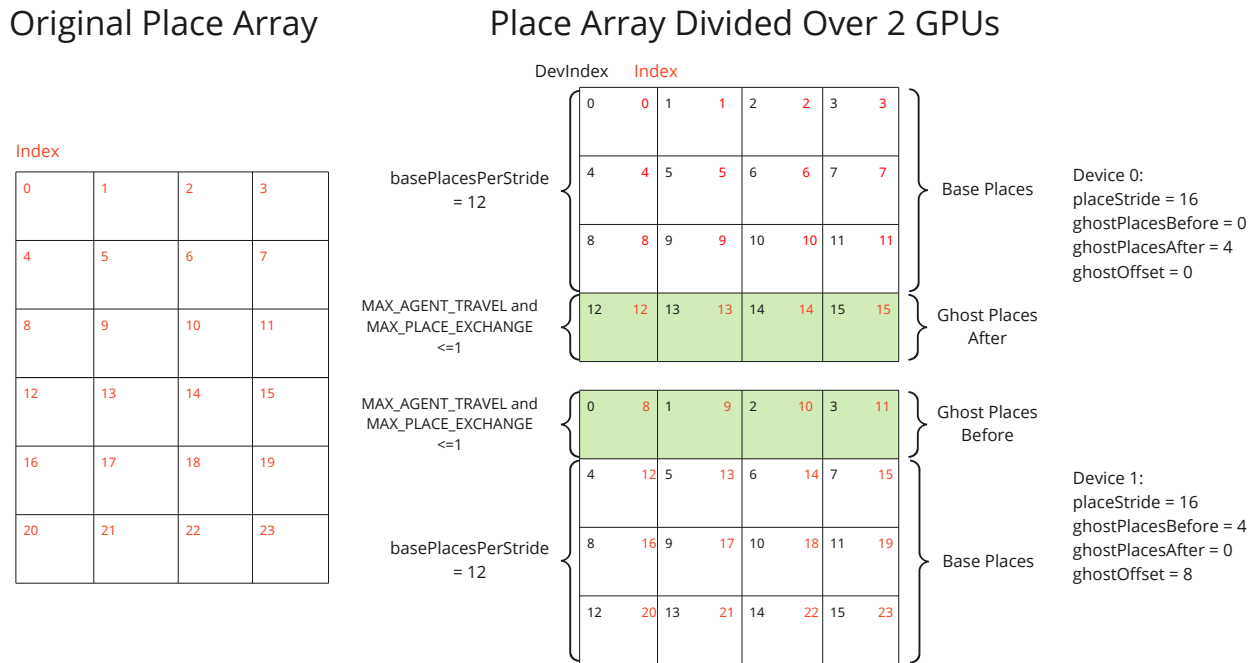 Original Place Array
Place Array Divided Over 2 GPUs
Index
0 1 2 3
4 5 6 7
8 9 10 11
12 13 14 15
16 17 18 19
20 21 22 23
DevIndex Index
0 0 1 1 2 2 3 3
4 4 5 5 6 6 7 7
8 8 9 9 10 10 11 11
12 12 13 13 14 14 15 15
basePlacesPerStride
= 12
MAX_AGENT_TRAVEL and
MAX_PLACE_EXCHANGE
<=1
Base Places
Ghost Places
After
Device 0:
placeStride = 16
ghostPlacesBefore = 0
ghostPlacesAfter = 4
ghostOffset = 0
0 8 1 9 2 10 3 11
4 12 5 13 6 14 7 15
8 16 9 17 10 18 11 19
12 20 13 21 14 22 15 23
MAX_AGENT_TRAVEL and
MAX_PLACE_EXCHANGE
<=1
basePlacesPerStride
= 12
Ghost Places
Before
Base Places
Device 1:
placeStride = 16
ghostPlacesBefore = 4
ghostPlacesAfter = 0
ghostOffset = 8